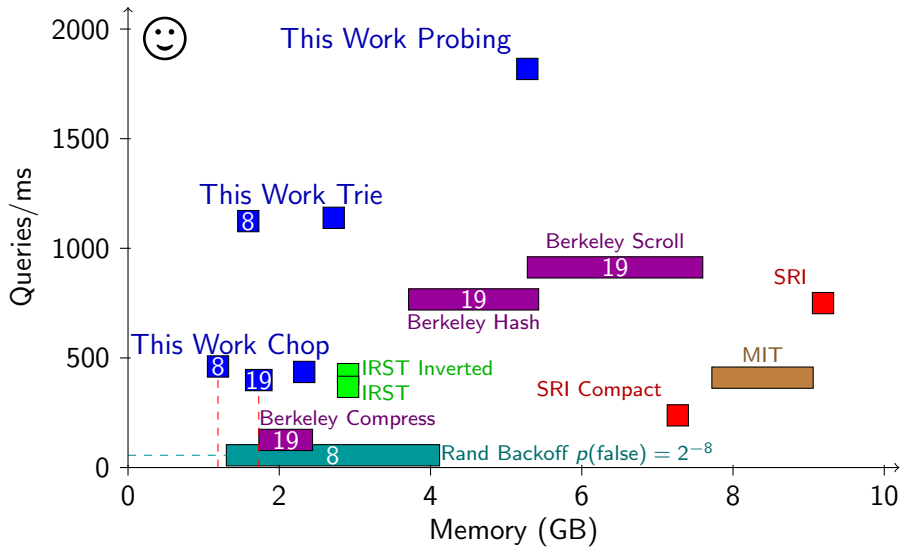 2000
This Work Probing
1500
This Work Trie
8
1000
Queries/ms
Berkeley Scroll
19
19
Berkeley Hash
SRI
This Work Chop
8
19
500
IRST Inverted
IRST
MIT
SRI Compact
Berkeley Compress
19
8
Rand Backoff p(false) = 2⁻⁸
0
0 2 4 6 8 10
Memory (GB)